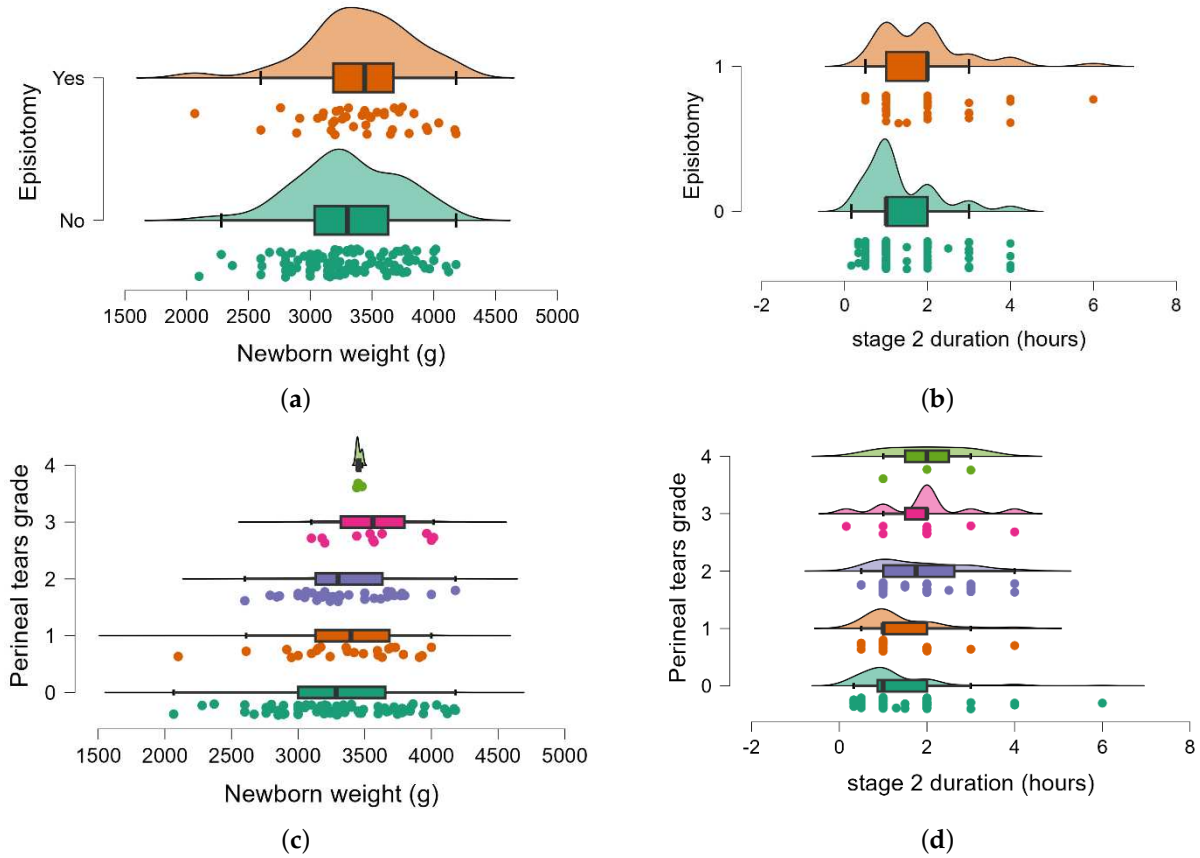 Episiotomy
Yes
No
1500 2000 2500 3000 3500 4000 4500 5000
Newborn weight (g)
(a)
Episiotomy
1
0
-2 0 2 4 6 8
stage 2 duration (hours)
(b)
Perineal tears grade
4
3
2
1
0
1500 2000 2500 3000 3500 4000 4500 5000
Newborn weight (g)
(c)
Perineal tears grade
4
3
2
1
0
-2 0 2 4 6 8
stage 2 duration (hours)
(d)